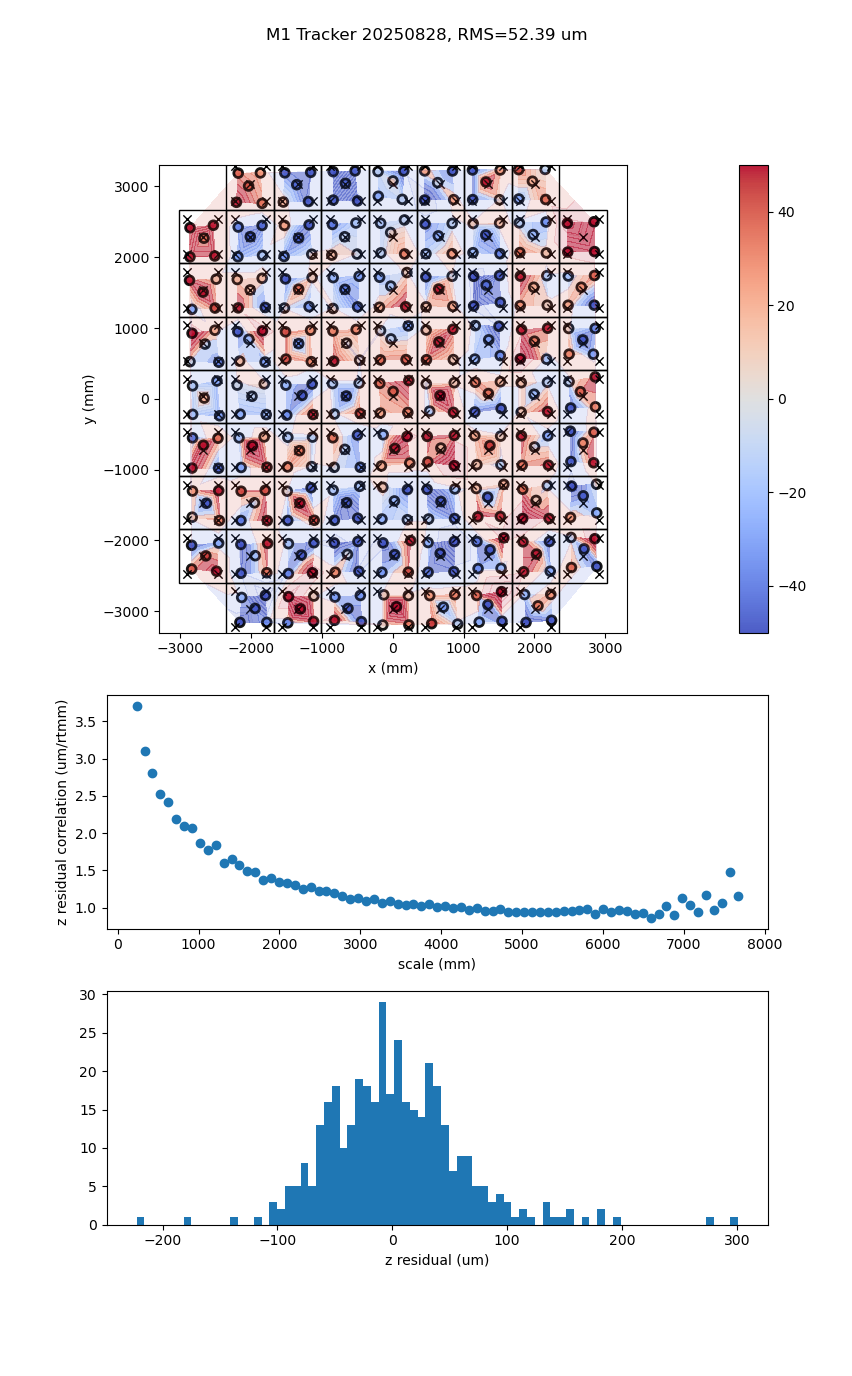 M1 Tracker 20250828, RMS=52.39 um
3000
2000
1000
0
−1000
−2000
−3000
y (mm)
−3000 −2000 −1000 0 1000 2000 3000
x (mm)
40
20
0
−20
−40
3.5
3.0
2.5
2.0
1.5
1.0
z residual correlation (um/rtmm)
0 1000 2000 3000 4000 5000 6000 7000 8000
scale (mm)
30
25
20
15
10
5
0
−200 −100 0 100 200 300
z residual (um)